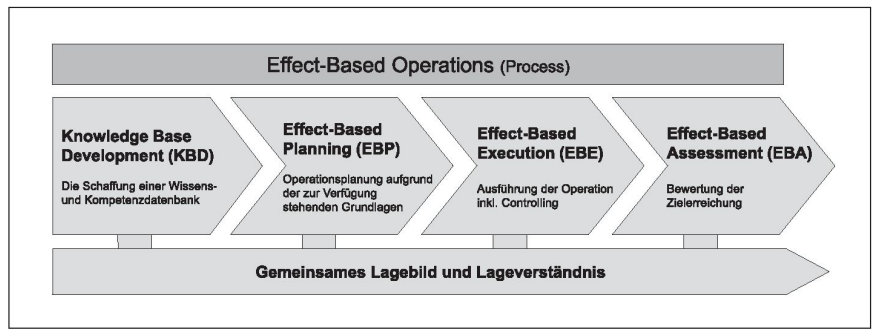 Effect-Based Operations (Process)
Knowledge Base
Development (KBD)
Die Schaffung einer Wissens-
und Kompetenzdatenbank
Effect-Based
Planning (EBP)
Operationsplanung aufgrund
der zur Verfügung
stehenden Grundlagen
Effect-Based
Execution (EBE)
Ausführung der Operation
inkl. Controlling
Effect-Based
Assessment (EBA)
Bewertung der
Zielerreichung
Gemeinsames Lagebild und Lageverständnis